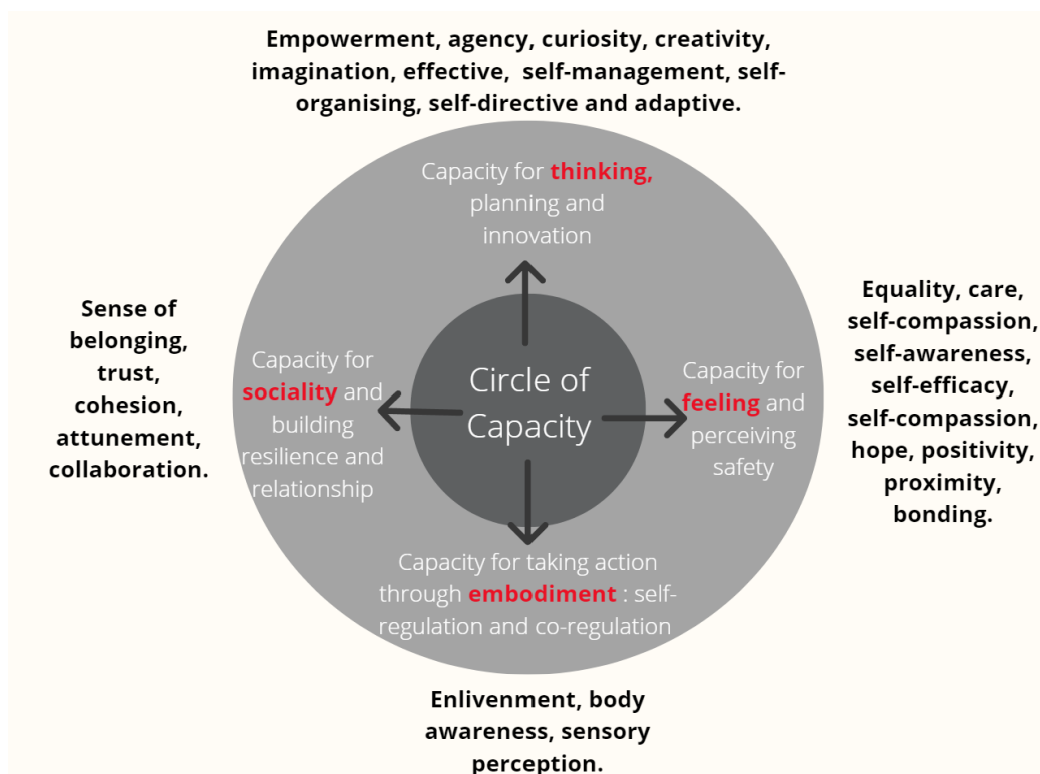 Empowerment, agency, curiosity, creativity,
imagination, effective, self-management, self-
organising, self-directive and adaptive.
Capacity for thinking,
planning and
innovation
Sense of
belonging,
trust,
cohesion,
attunement,
collaboration.
Capacity for
sociality and
building
resilience and
relationship
Circle of
Capacity
Capacity for
feeling and
perceiving
safety
Equality, care,
self-compassion,
self-awareness,
self-efficacy,
self-compassion,
hope, positivity,
proximity,
bonding.
Capacity for taking action
through embodiment : self-
regulation and co-regulation
Enlivenment, body
awareness, sensory
perception.